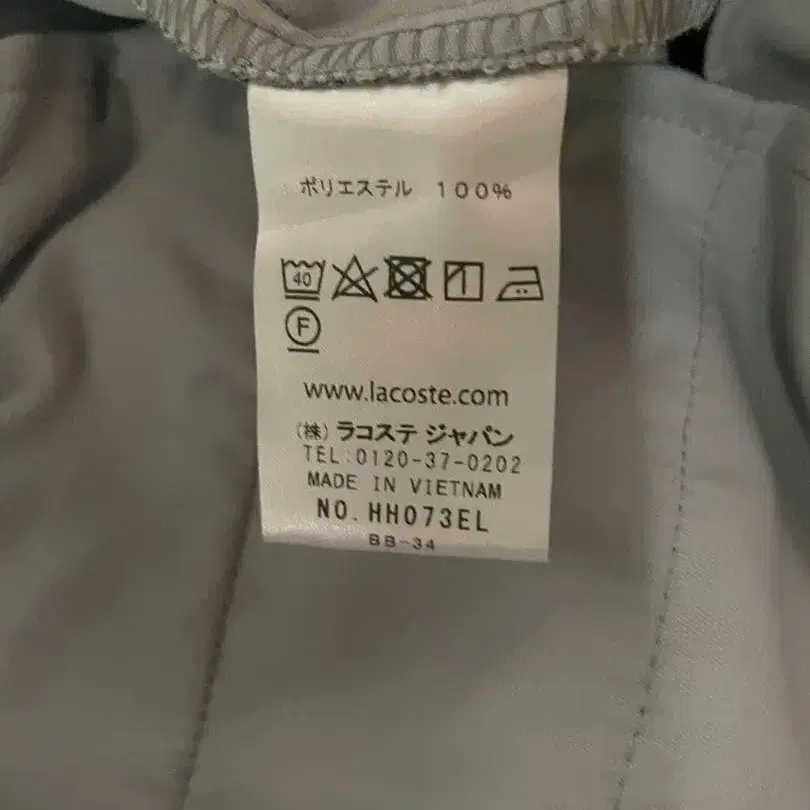 ポリエステル 100%
40
F
www.lacoste.com
(株) ラコステ ジャパン
TEL:0120-37-0202
MADE IN VIETNAM
NO. HH073EL
BB-34